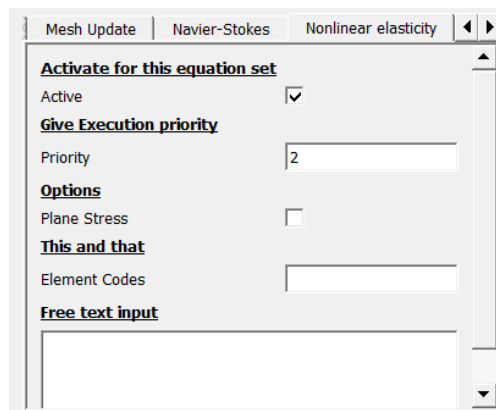 Mesh Update Navier-Stokes Nonlinear elasticity
Activate for this equation set
Active
Give Execution priority
Priority 2
Options
Plane Stress
This and that
Element Codes
Free text input